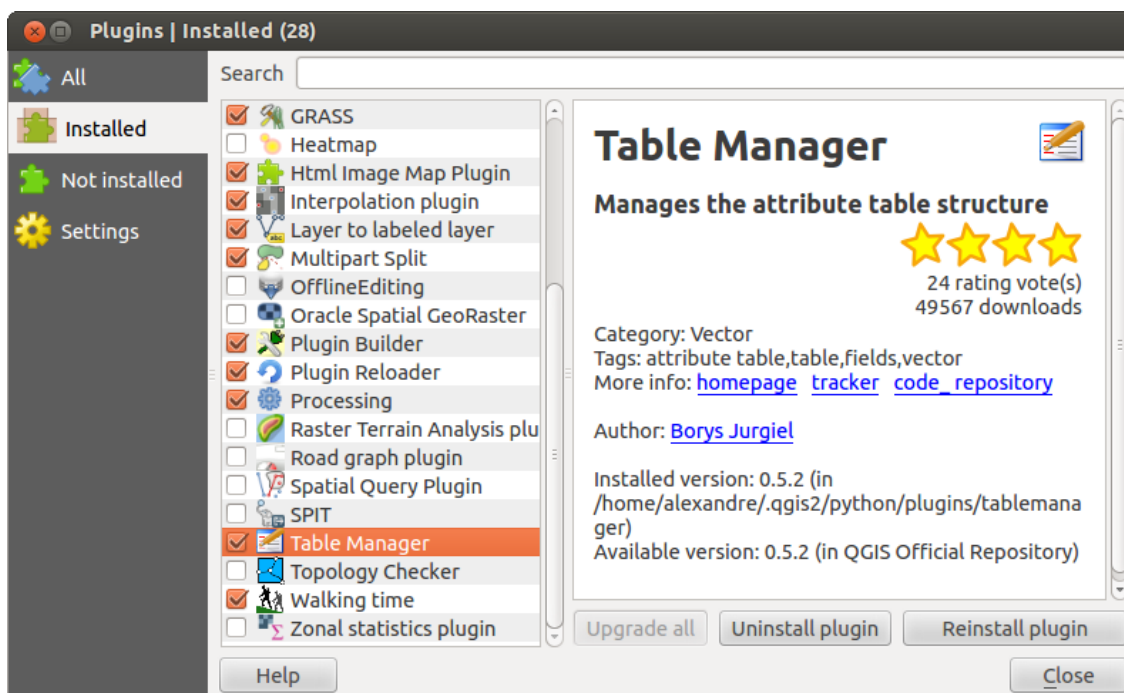 Plugins | Installed (28)
All
Installed
Not installed
Settings
Search
GRASS
Heatmap
Html Image Map Plugin
Interpolation plugin
Layer to labeled layer
Multipart Split
OfflineEditing
Oracle Spatial GeoRaster
Plugin Builder
Plugin Reloader
Processing
Raster Terrain Analysis plu
Road graph plugin
Spatial Query Plugin
SPIT
Table Manager
Topology Checker
Walking time
Zonal statistics plugin
Table Manager
Manages the attribute table structure
24 rating vote(s)
49567 downloads
Category: Vector
Tags: attribute table,table,fields,vector
More info: homepage tracker code_repository
Author: Borys Jurgiel
Installed version: 0.5.2 (in
/home/alexandre/.qgis2/python/plugins/tablemana
ger)
Available version: 0.5.2 (in QGIS Official Repository)
Upgrade all
Uninstall plugin
Reinstall plugin
Help
Close